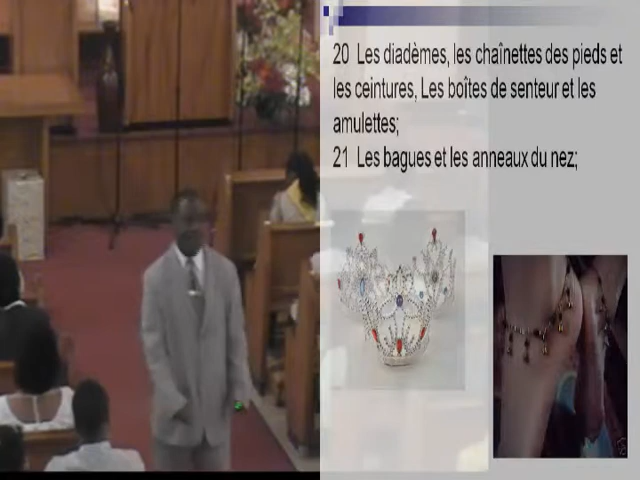 20 Les diadèmes, les chaînettes des pieds et
les ceintures, Les boîtes de senteur et les
amulettes;
21 Les bagues et les anneaux du nez;